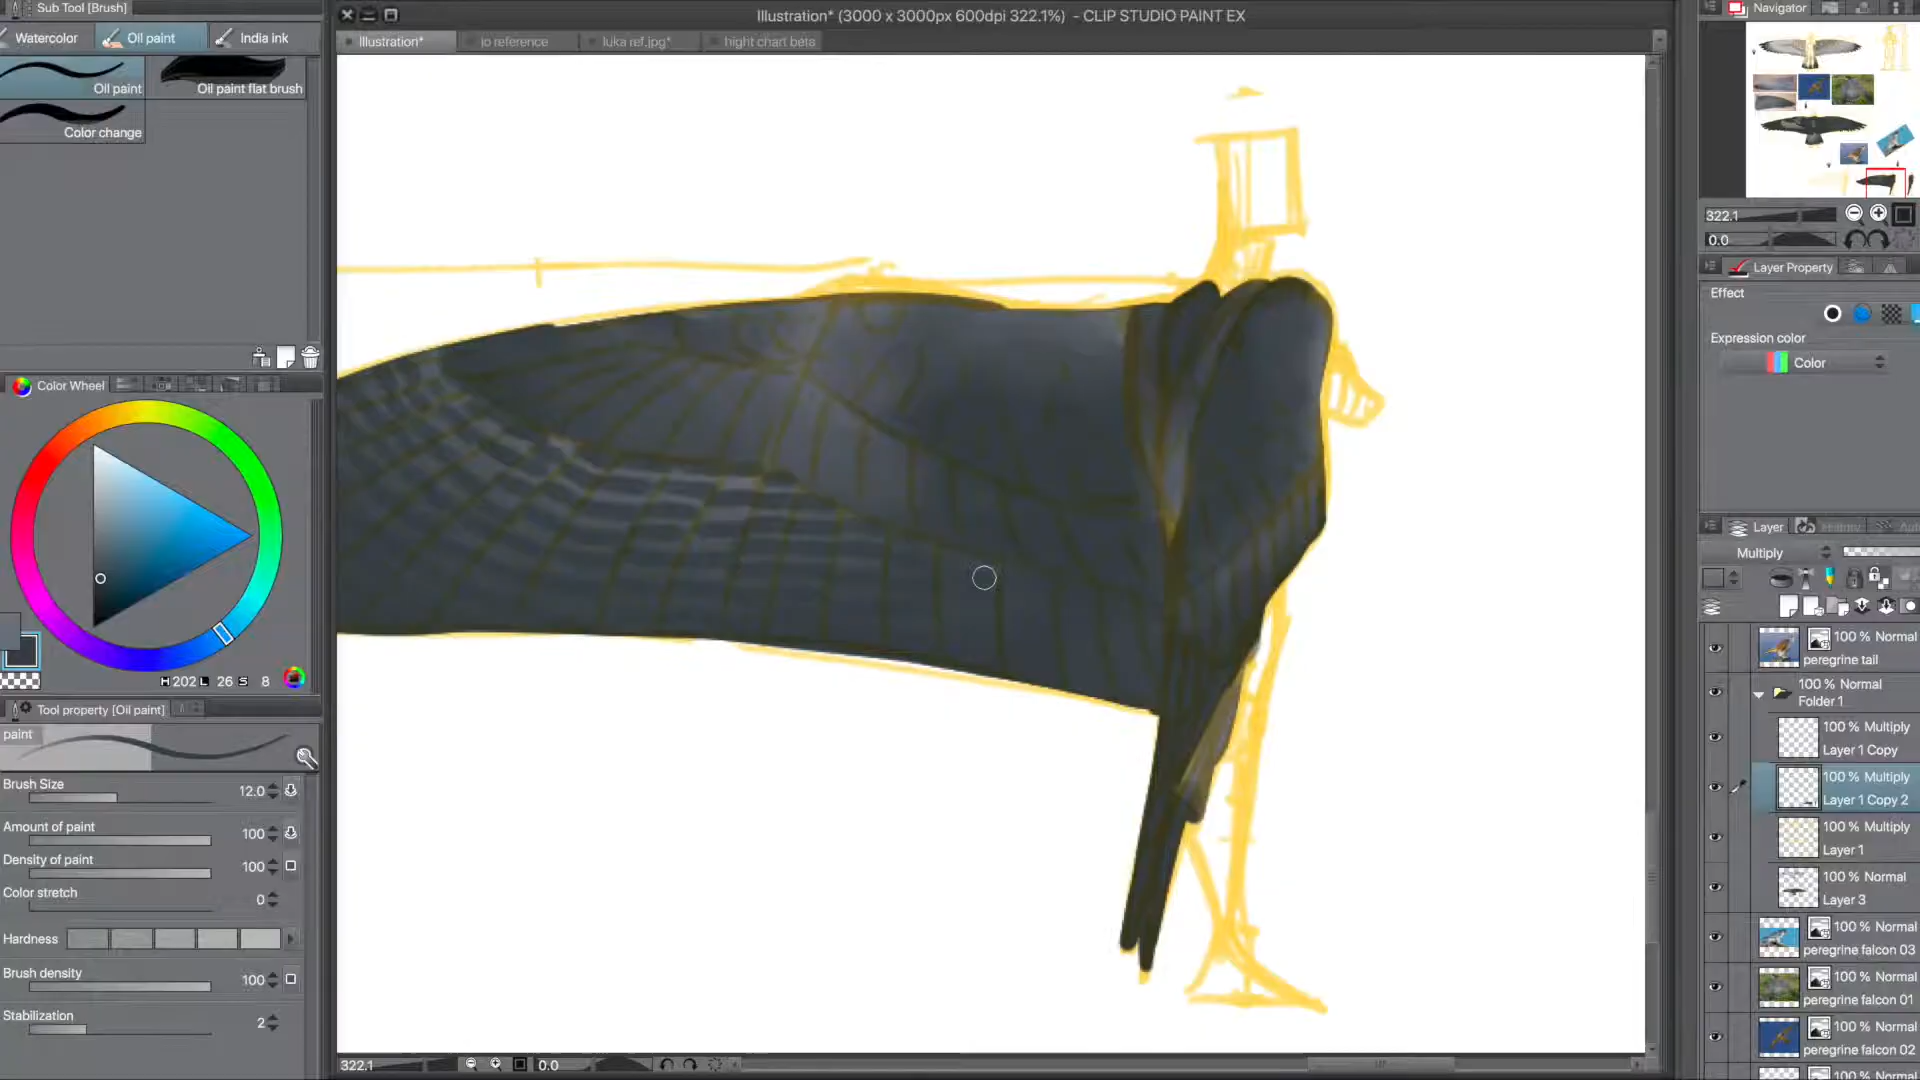 Sub Tool [Brush]
Watercolor
Oil paint
India ink
Oil paint
Oil paint flat brush
Color change
Color Wheel
H 202 L 26 S 8
Tool property [Oil paint]
paint
Brush Size
12.0
Amount of paint
100
Density of paint
100
Color stretch
0
Hardness
Brush density
100
Stabilization
2
Illustration* (3000 x 3000px 600dpi 322.1%) - CLIP STUDIO PAINT EX
Illustration*
io reference
luka ref.jpg*
hight chart beta
322.1
0.0
Navigator
322.1
0.0
Layer Property
Effect
Expression color
Color
Layer
History
Multiply
100 % Normal
peregrine tail
100 % Normal
Folder 1
100 % Multiply
Layer 1 Copy
100 % Multiply
Layer 1 Copy 2
100 % Multiply
Layer 1
100 % Normal
Layer 3
100 % Normal
peregrine falcon 03
100 % Normal
peregrine falcon 01
100 % Normal
peregrine falcon 02